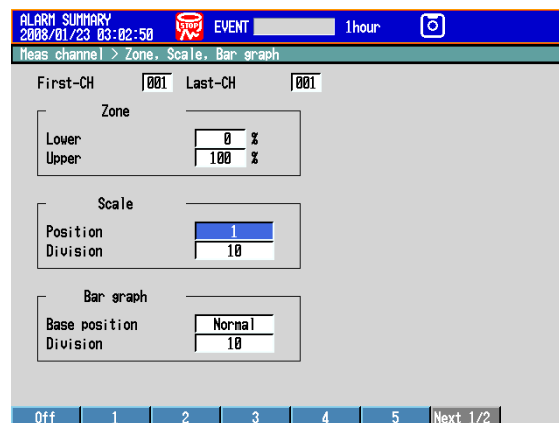 ALARM SUMMARY
2008/01/23 03:02:50 STOP EVENT 1hour
Meas channel > Zone, Scale, Bar graph
First-CH 001 Last-CH 001
Zone
Lower 0 %
Upper 100 %
Scale
Position 1
Division 10
Bar graph
Base position Normal
Division 10
Off 1 2 3 4 5 Next 1/2